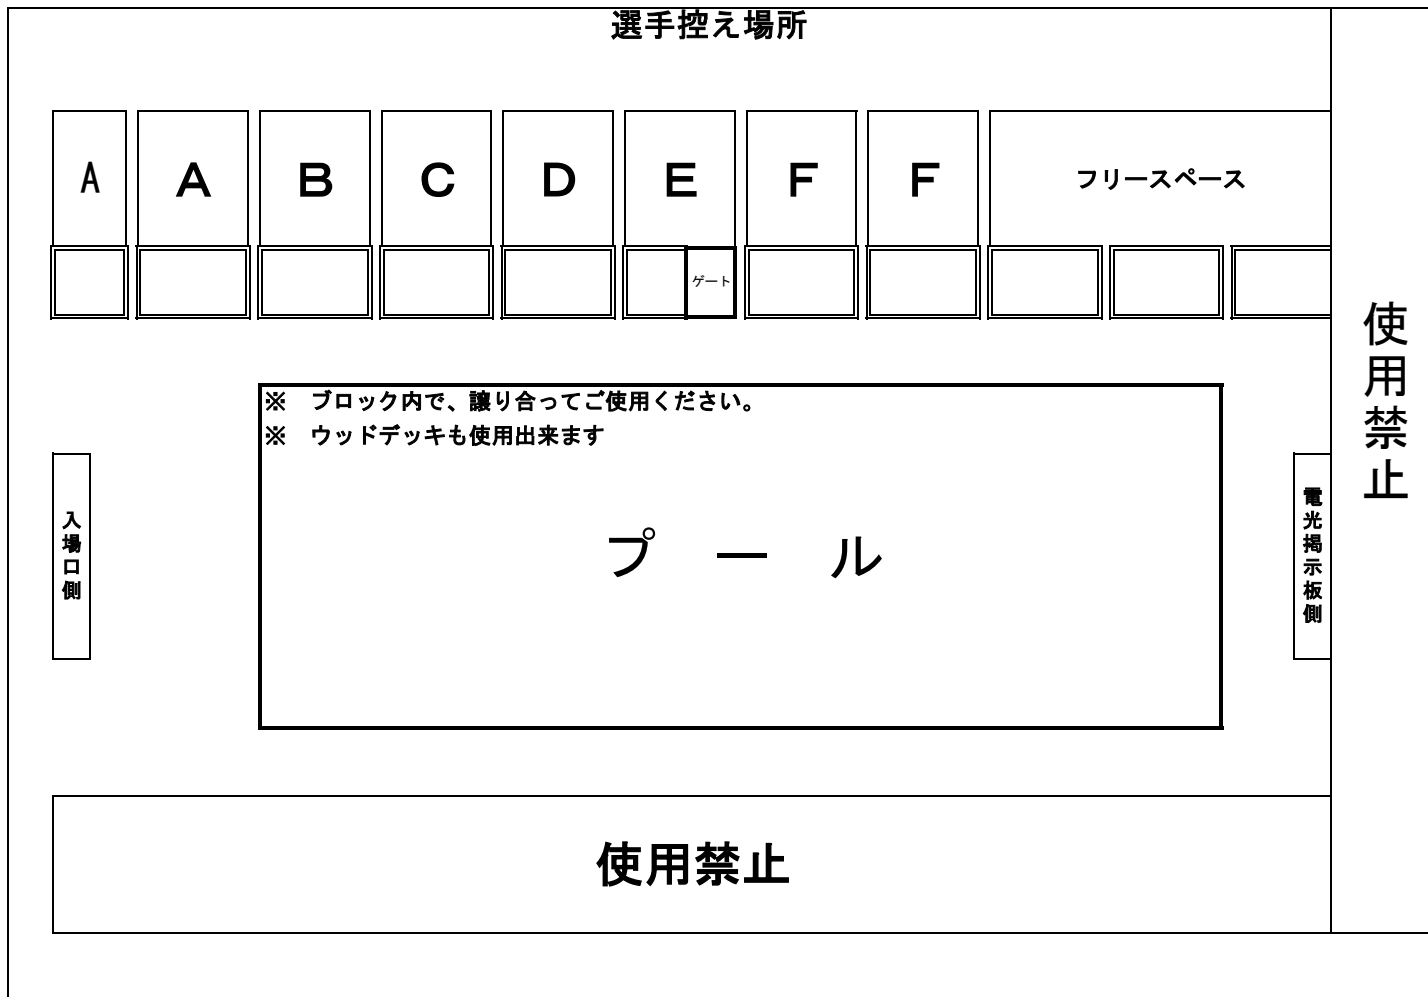 選手控え場所
A
A
B
C
D
E
F
F
フリースペース
ゲート
使用禁止
※　ブロック内で、譲り合ってご使用ください。
※　ウッドデッキも使用出来ます
入場口側
プール
電光掲示板側
使用禁止